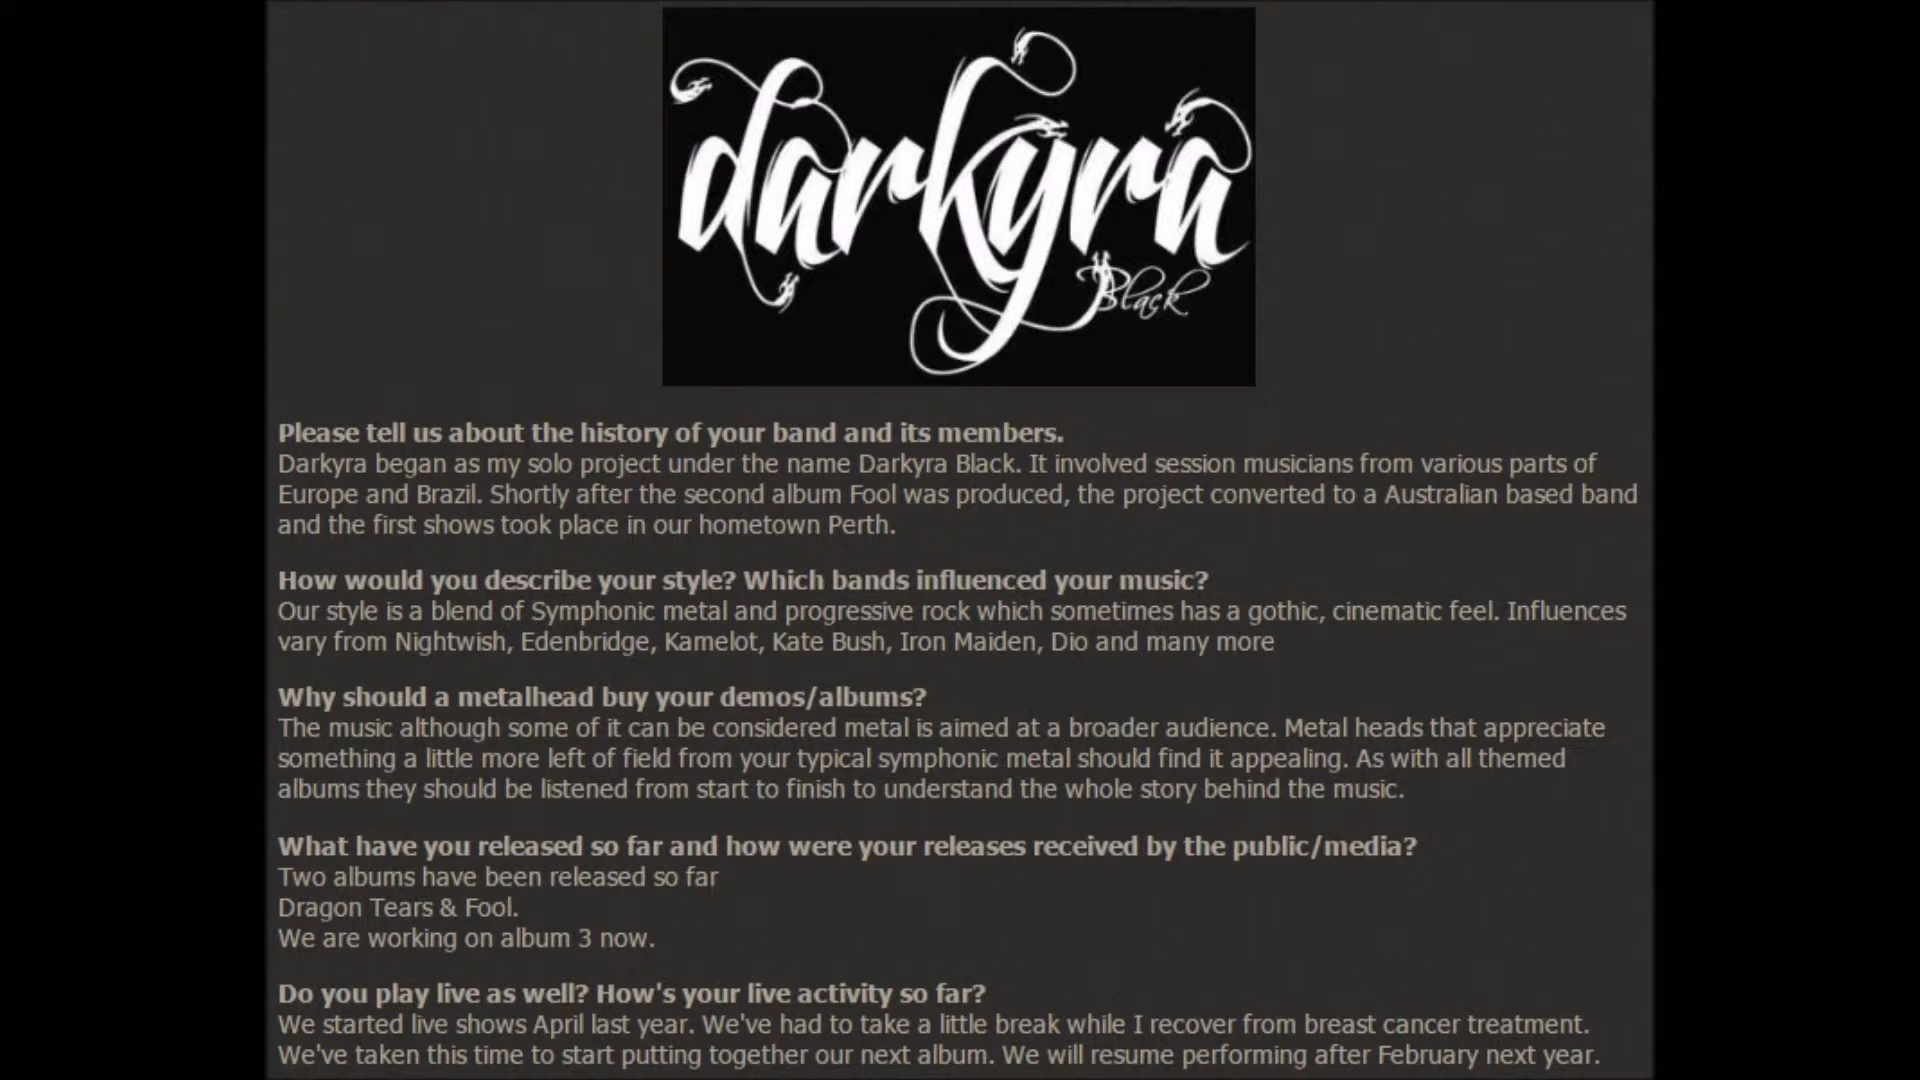 darkyra
Black
Please tell us about the history of your band and its members.
Darkyra began as my solo project under the name Darkyra Black. It involved session musicians from various parts of
Europe and Brazil. Shortly after the second album Fool was produced, the project converted to a Australian based band
and the first shows took place in our hometown Perth.
How would you describe your style? Which bands influenced your music?
Our style is a blend of Symphonic metal and progressive rock which sometimes has a gothic, cinematic feel. Influences
vary from Nightwish, Edenbridge, Kamelot, Kate Bush, Iron Maiden, Dio and many more
Why should a metalhead buy your demos/albums?
The music although some of it can be considered metal is aimed at a broader audience. Metal heads that appreciate
something a little more left of field from your typical symphonic metal should find it appealing. As with all themed
albums they should be listened from start to finish to understand the whole story behind the music.
What have you released so far and how were your releases received by the public/media?
Two albums have been released so far
Dragon Tears & Fool.
We are working on album 3 now.
Do you play live as well? How's your live activity so far?
We started live shows April last year. We've had to take a little break while I recover from breast cancer treatment.
We've taken this time to start putting together our next album. We will resume performing after February next year.